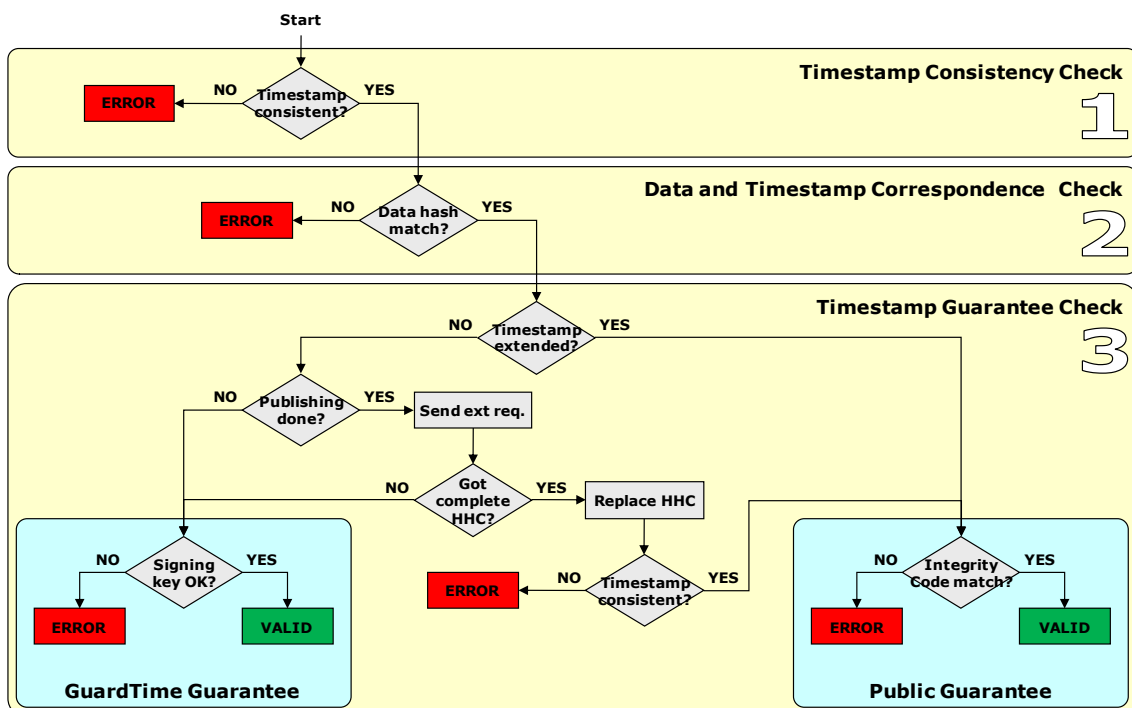 Start
Timestamp Consistency Check
1
NO
YES
ERROR
Timestamp
consistent?
Data and Timestamp Correspondence Check
2
NO
YES
ERROR
Data hash
match?
Timestamp Guarantee Check
3
NO
YES
Timestamp
extended?
NO
YES
Publishing
done?
Send ext req.
NO
YES
Got
complete
HHC?
Replace HHC
NO
YES
Signing
key OK?
ERROR
VALID
GuardTime Guarantee
NO
YES
Timestamp
consistent?
ERROR
NO
YES
Integrity
Code match?
ERROR
VALID
Public Guarantee